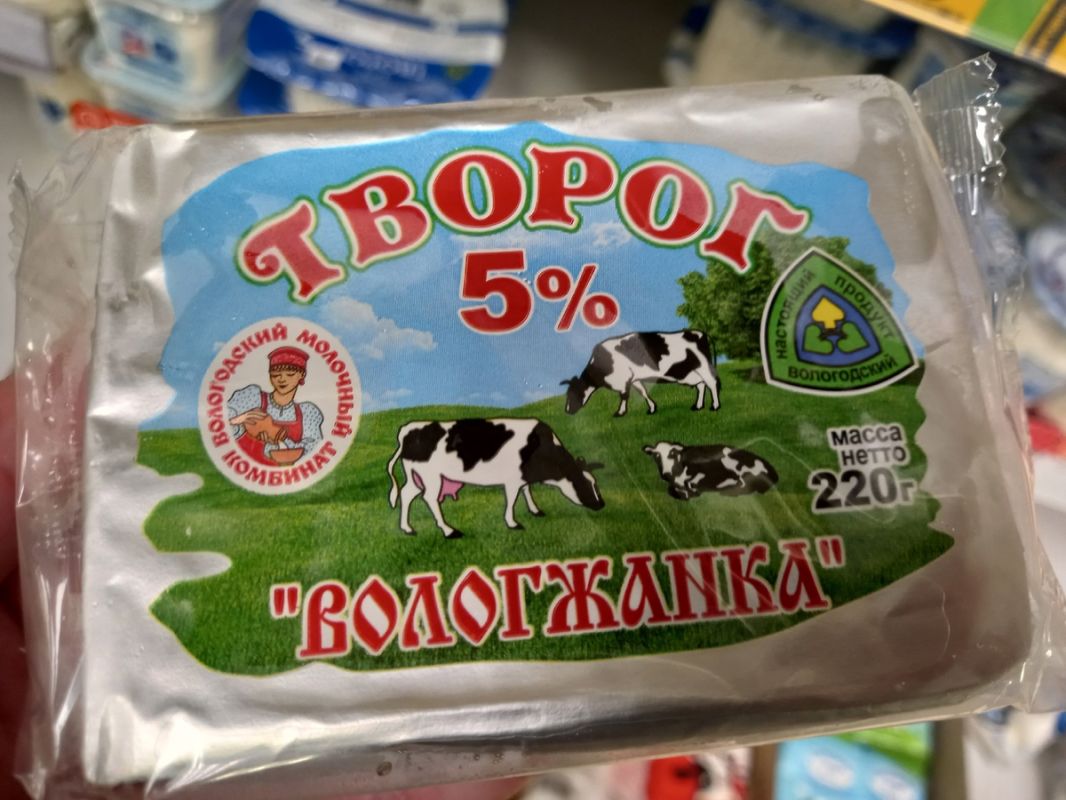 ТВОРОГ
5%
ВОЛОГОДСКИЙ МОЛОЧНЫЙ КОМБИНАТ
настоящий продукт
вологодский
масса
нетто
220г
"ВОЛОГЖАНКА"